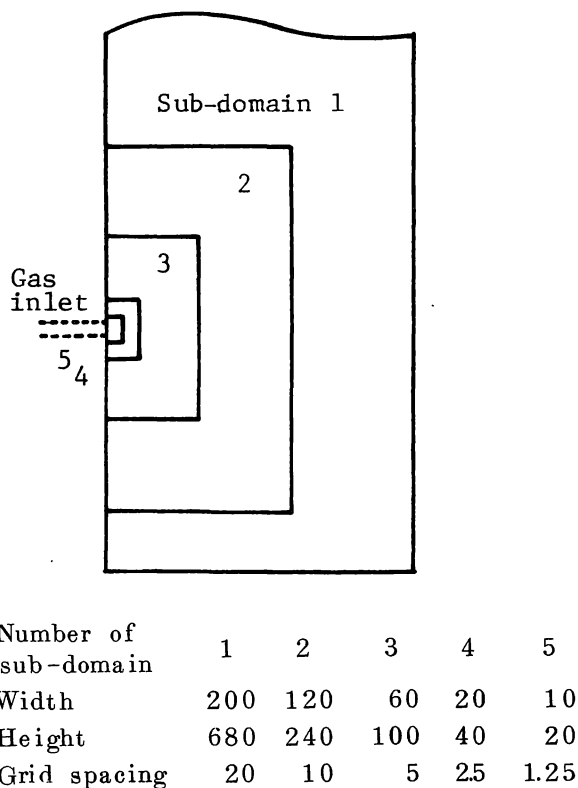 Sub-domain 1
2
3
Gas
inlet
5
4
Number of
sub-domain 1 2 3 4 5
Width 200 120 60 20 10
Height 680 240 100 40 20
Grid spacing 20 10 5 2.5 1.25